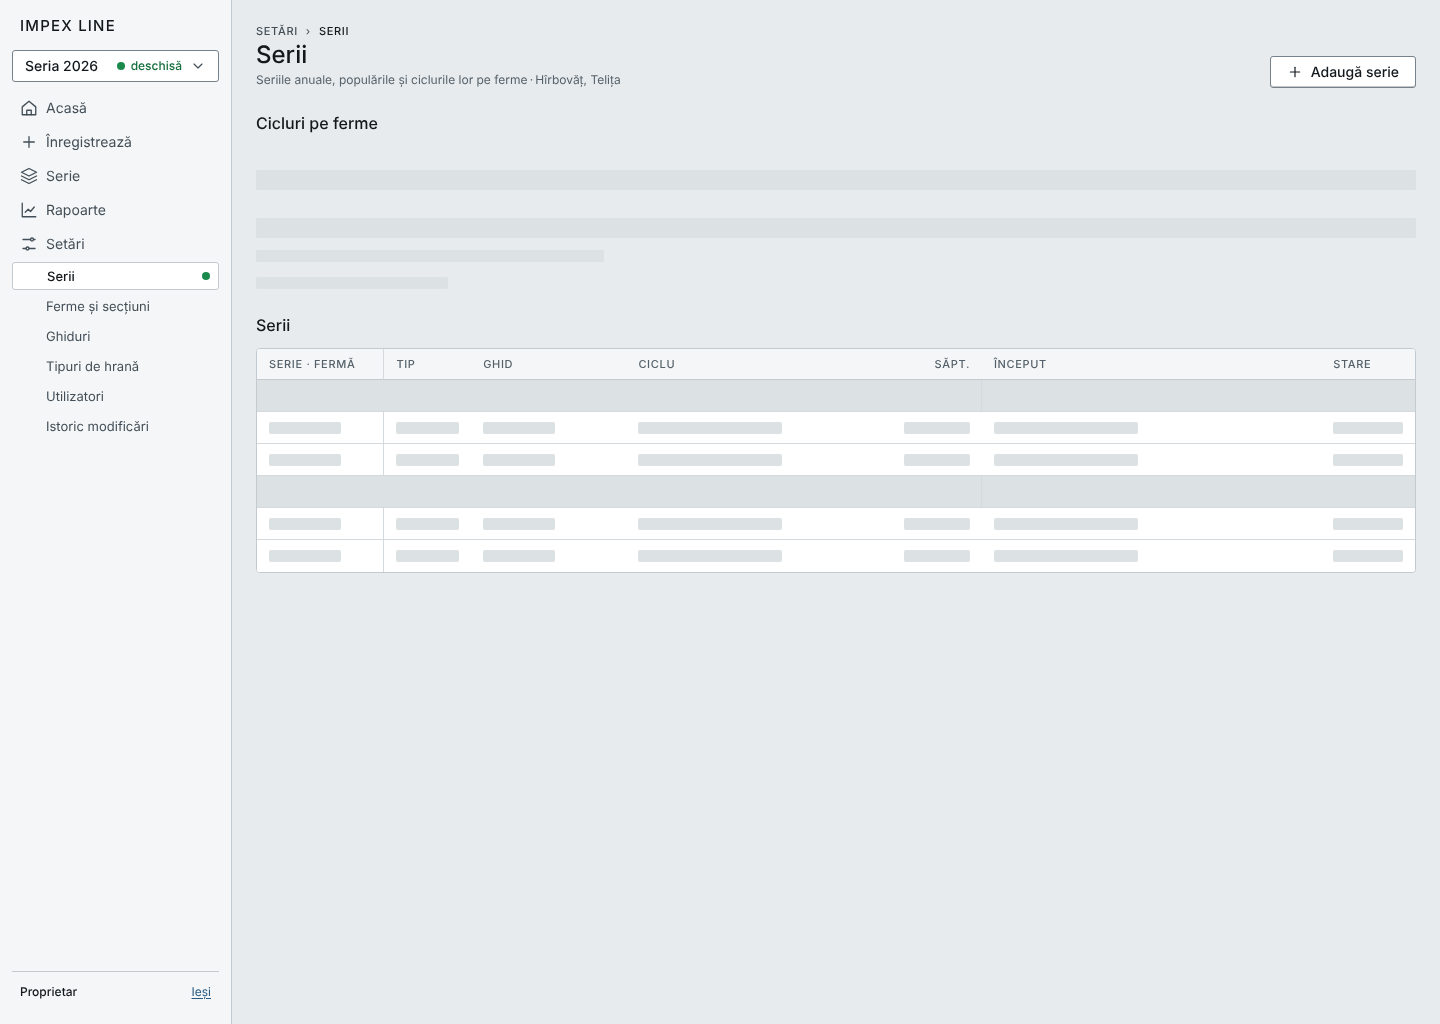 IMPEX LINE
Seria 2026 deschisă
Acasă
Înregistrează
Serie
Rapoarte
Setări
Serii
Ferme și secțiuni
Ghiduri
Tipuri de hrană
Utilizatori
Istoric modificări
Proprietar Ieși
SETĂRI › SERII
Serii
Seriile anuale, populările și ciclurile lor pe ferme · Hîrbovăț, Telița
Adaugă serie
Cicluri pe ferme
Serii
SERIE · FERMĂ TIP GHID CICLU SĂPT. ÎNCEPUT STARE